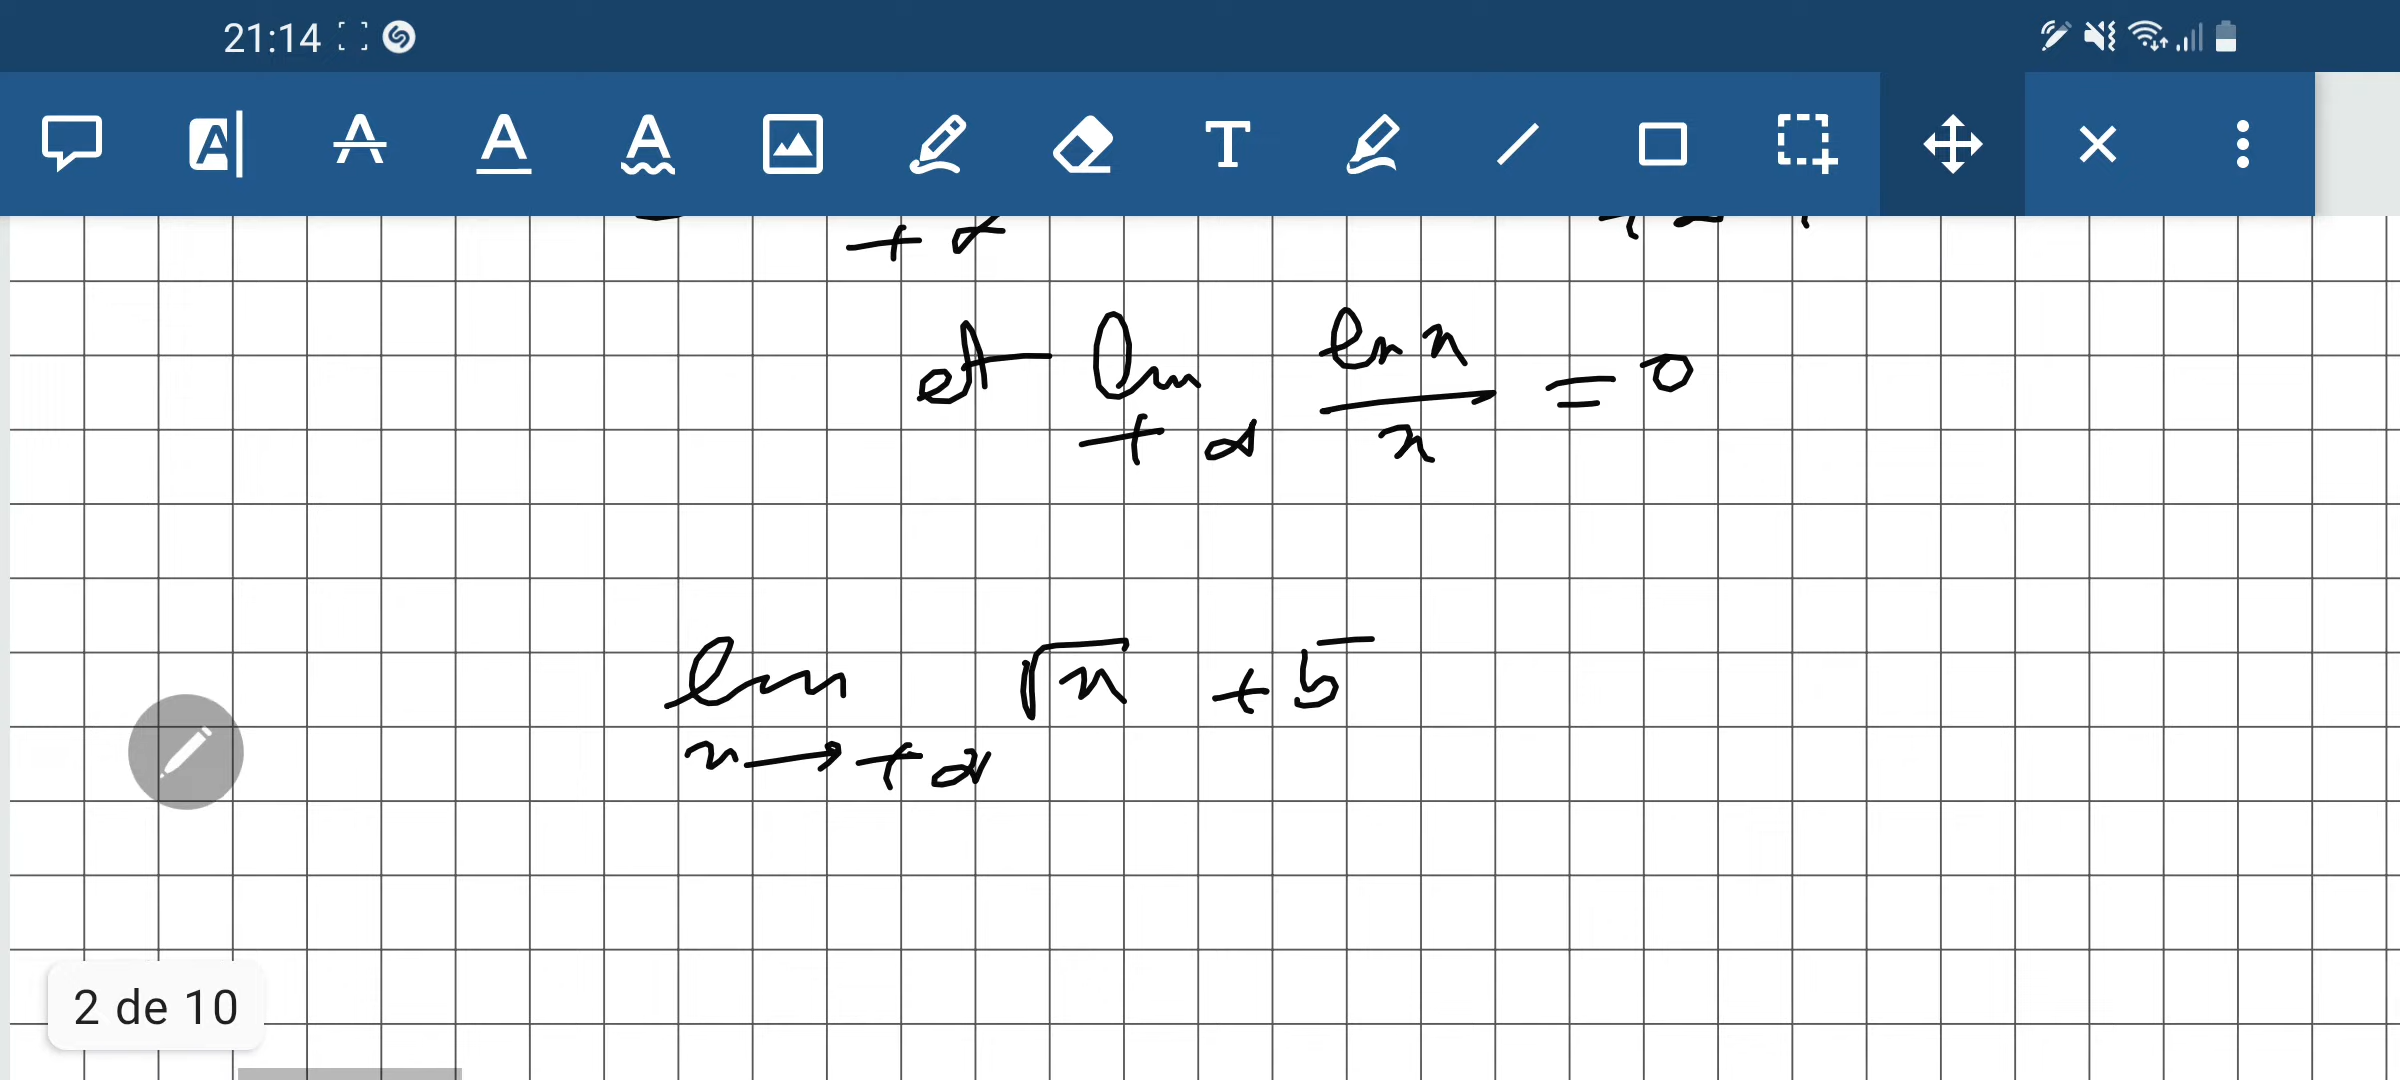 21:14
A A A A T
+ ∞
et lim ln x / x = 0
+ ∞
lim √x + 5
x → + ∞
2 de 10